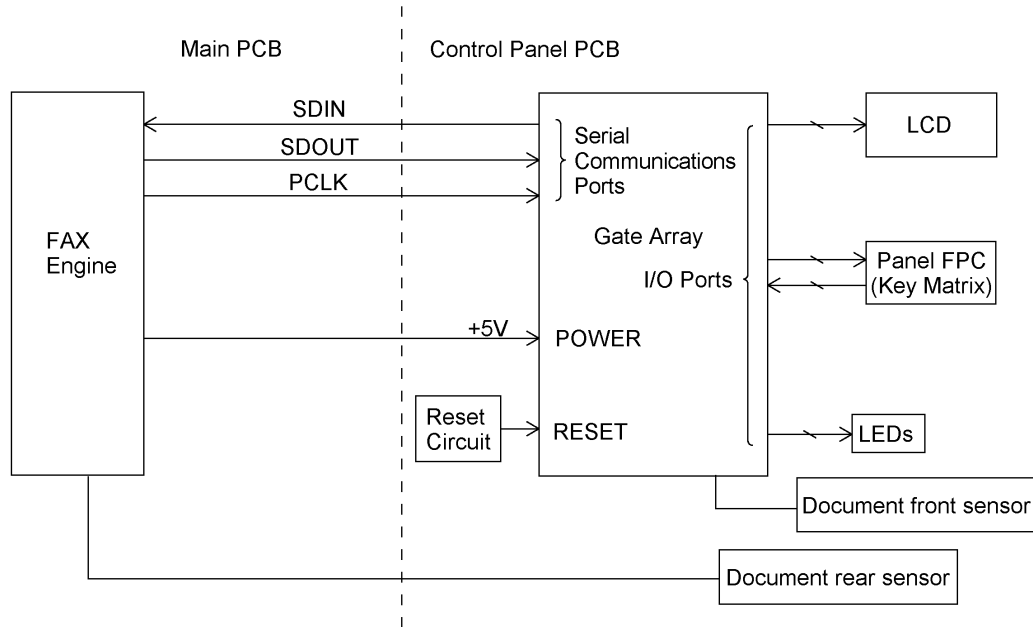 Main PCB
Control Panel PCB
SDIN
SDOUT
PCLK
Serial
Communications
Ports
LCD
FAX
Engine
Gate Array
I/O Ports
Panel FPC
(Key Matrix)
+5V
POWER
Reset
Circuit
RESET
LEDs
Document front sensor
Document rear sensor